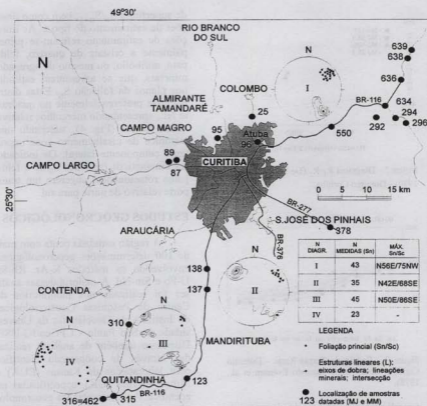 49°30'
RIO BRANCO
DO SUL
N
N
I
639
638
636
COLOMBO
ALMIRANTE
TAMANDARÉ
BR-116
634
25
294
296
292
CAMPO MAGRO
95
Atuba
96
550
89
CAMPO LARGO
87
CURITIBA
0 5 10 15 km
25°30'
BR-277
S.JOSÉ DOS PINHAIS
378
ARAUCÁRIA
BR-376
N DIAGR. N MEDIDAS (Sn) MÁX. Sn/Sc
I 43 N56E/75NW
II 35 N42E/68SE
III 45 N50E/86SE
IV 23 -
N
II
138
137
CONTENDA
N
N
310
III
IV
MANDIRITUBA
QUITANDINHA
BR-116
123
316=462
315
LEGENDA
Foliação princial (Sn/Sc)
Estruturas lineares (L):
eixos de dobra; lineações
minerais; intersecção
Localização de amostras
123 datadas (MJ e MM)